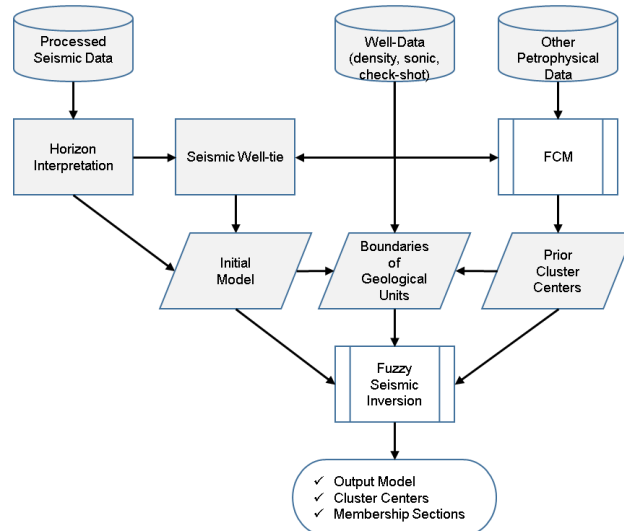 Processed
Seismic Data
Well-Data
(density, sonic,
check-shot)
Other
Petrophysical
Data
Horizon
Interpretation
Seismic Well-tie
FCM
Initial
Model
Boundaries
of
Geological
Units
Prior
Cluster
Centers
Fuzzy
Seismic
Inversion
✓ Output Model
✓ Cluster Centers
✓ Membership Sections